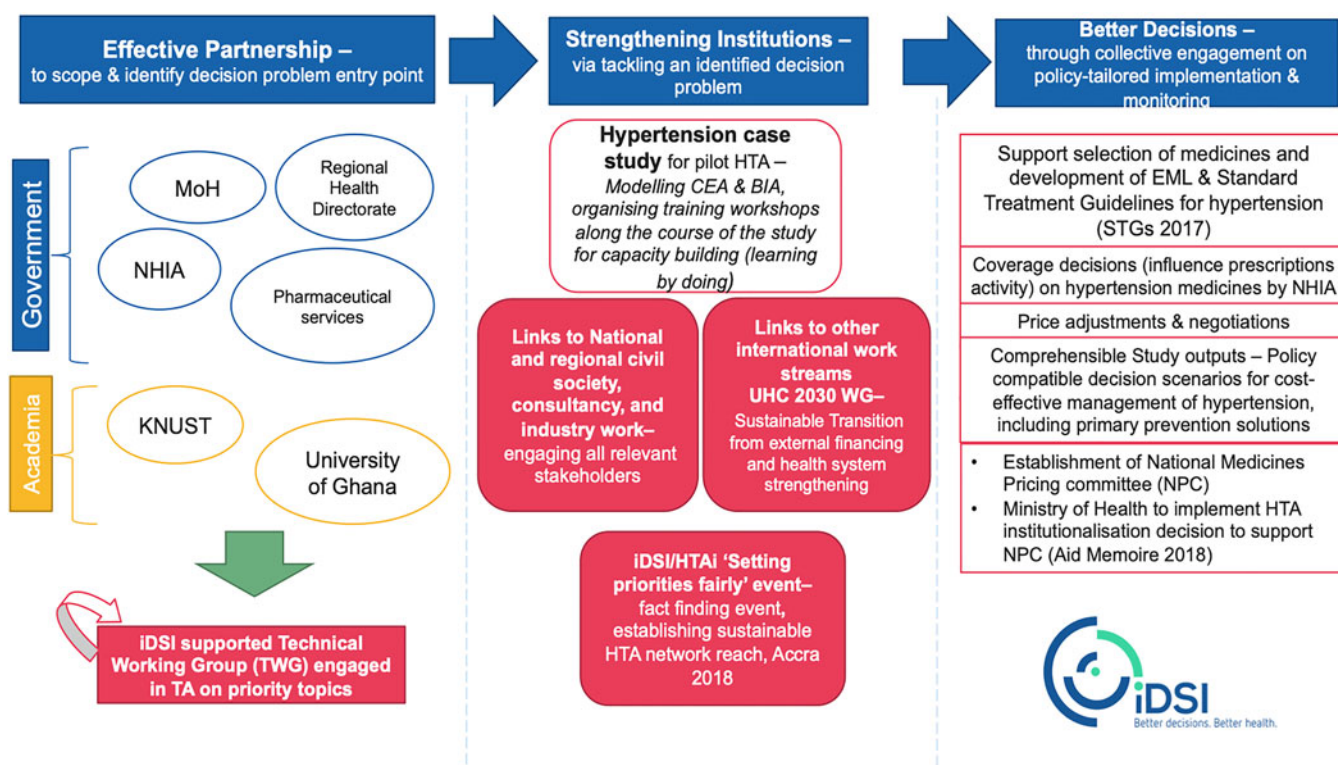 Effective Partnership –
to scope & identify decision problem entry point
Government
MoH
Regional
Health
Directorate
NHIA
Pharmaceutical
services
Academia
KNUST
University
of Ghana
iDSI supported Technical
Working Group (TWG) engaged
in TA on priority topics
Strengthening Institutions –
via tackling an identified decision
problem
Hypertension case
study for pilot HTA –
Modelling CEA & BIA,
organising training workshops
along the course of the study
for capacity building (learning
by doing)
Links to National
and regional civil
society,
consultancy, and
industry work–
engaging all relevant
stakeholders
Links to other
international work
streams
UHC 2030 WG–
Sustainable Transition
from external financing
and health system
strengthening
iDSI/HTAi ‘Setting
priorities fairly’ event–
fact finding event,
establishing sustainable
HTA network reach, Accra
2018
Better Decisions –
through collective engagement on
policy-tailored implementation &
monitoring
Support selection of medicines and
development of EML & Standard
Treatment Guidelines for hypertension
(STGs 2017)
Coverage decisions (influence prescriptions
activity) on hypertension medicines by NHIA
Price adjustments & negotiations
Comprehensible Study outputs – Policy
compatible decision scenarios for cost-
effective management of hypertension,
including primary prevention solutions
• Establishment of National Medicines
Pricing committee (NPC)
• Ministry of Health to implement HTA
institutionalisation decision to support
NPC (Aid Memoire 2018)
iDSI
Better decisions. Better health.